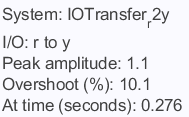 System: IOTransfer_r2y
I/O: r to y
Peak amplitude: 1.1
Overshoot (%): 10.1
At time (seconds): 0.276